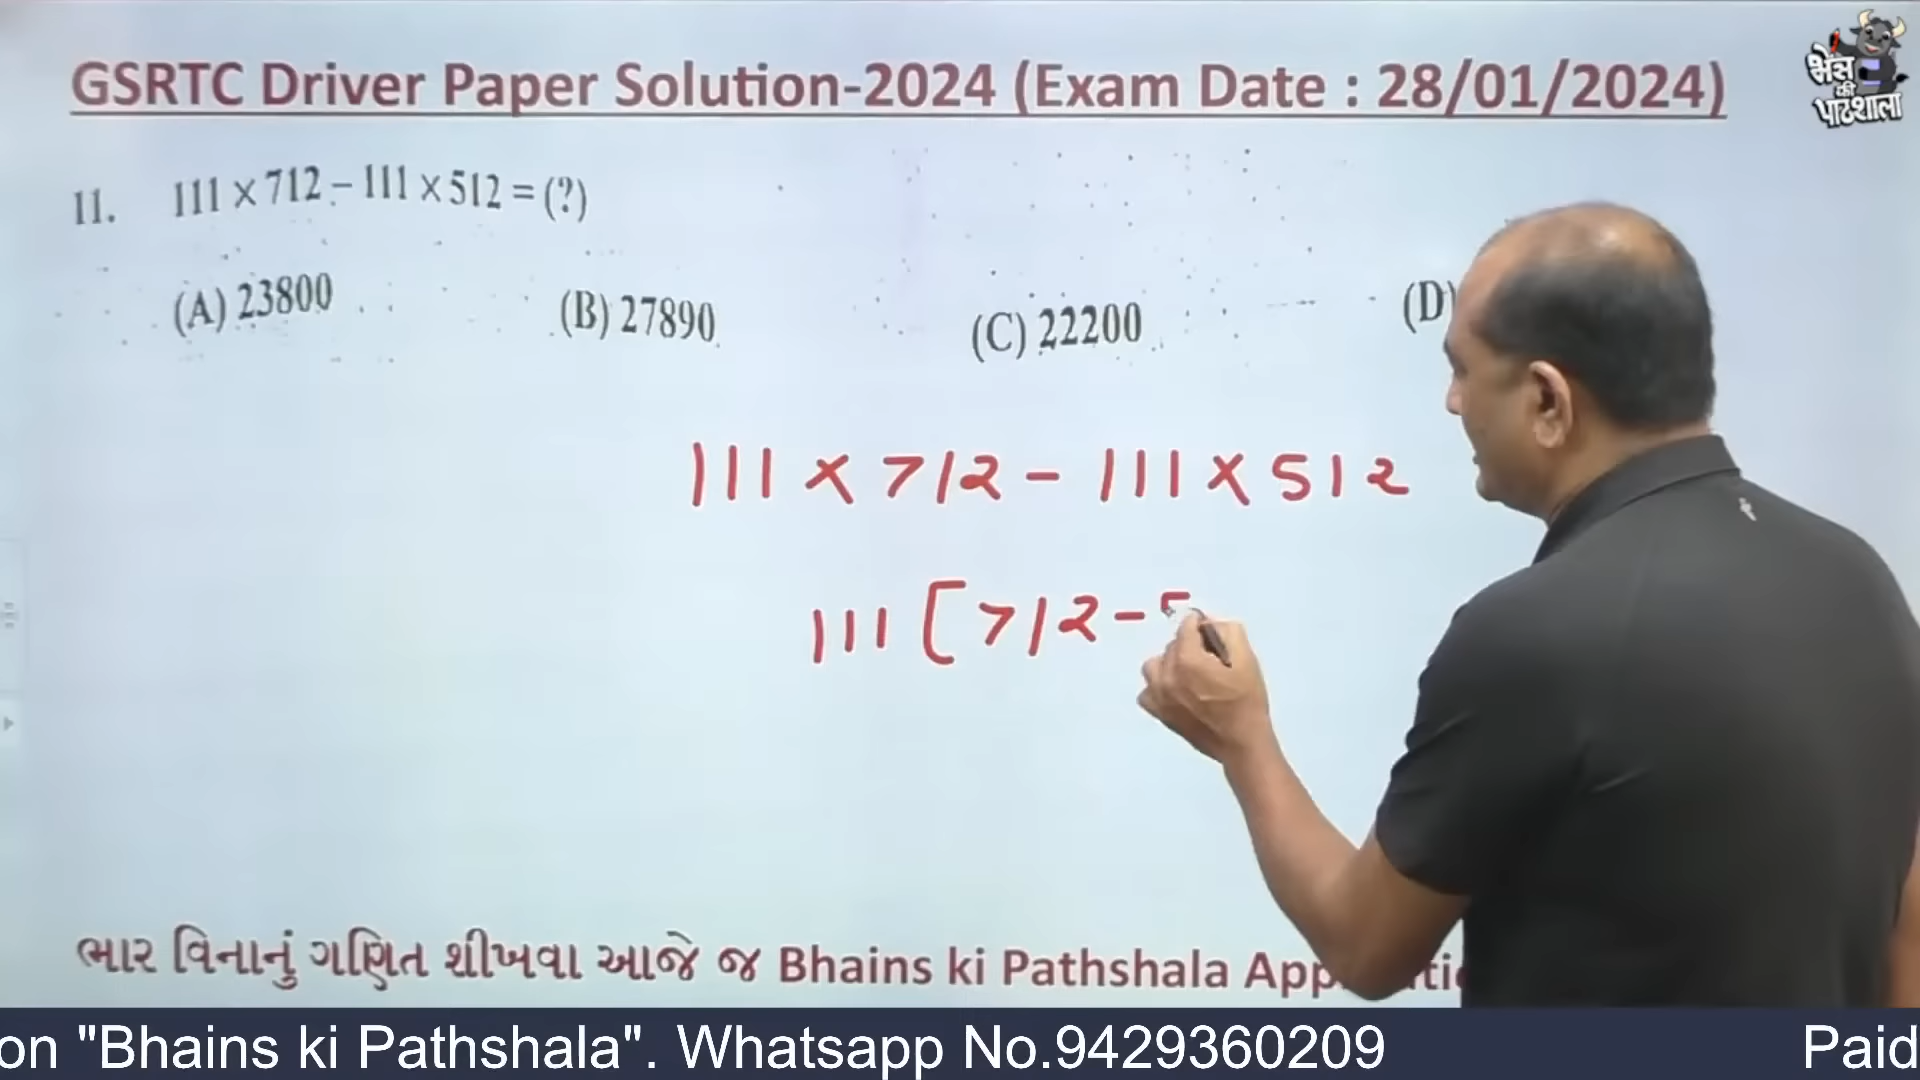 GSRTC Driver Paper Solution-2024 (Exam Date : 28/01/2024)
भैंस
की
पाठशाला
11. 111 × 712 – 111 × 512 = (?)
(A) 23800 (B) 27890 (C) 22200 (D)
111 × 712 - 111 × 512
111 [ 712 - 5
ભાર વિનાનું ગણિત શીખવા આજે જ Bhains ki Pathshala
on "Bhains ki Pathshala". Whatsapp No.9429360209 Paid